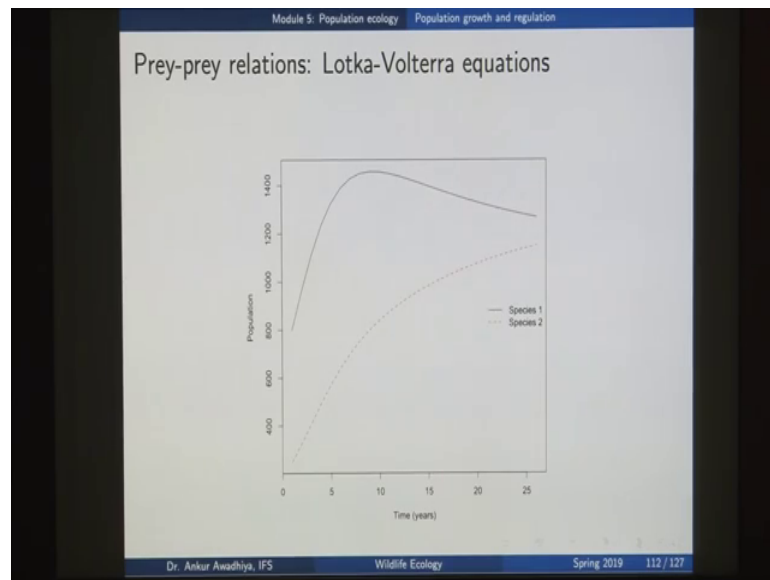 Module 5: Population ecology Population growth and regulation
Prey-prey relations: Lotka-Volterra equations
1400
1200
1000
800
600
400
Population
Species 1
Species 2
0 5 10 15 20 25
Time (years)
Dr. Ankur Awadhiya, IFS Wildlife Ecology Spring 2019 112 / 127